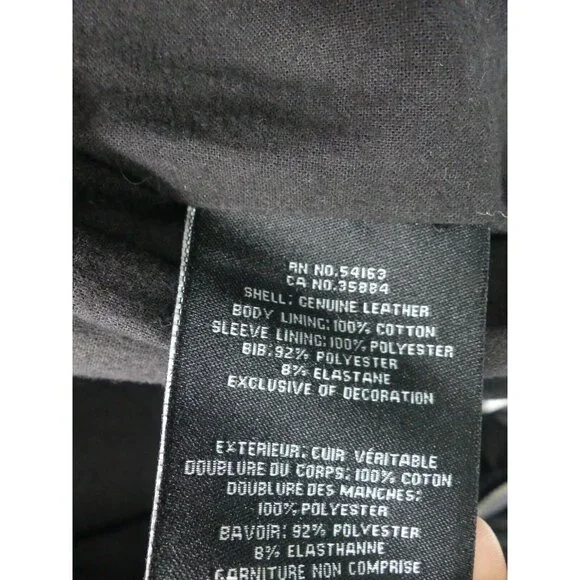 RN NO.54163
CA NO.35884
SHELL: GENUINE LEATHER
BODY LINING:100% COTTON
SLEEVE LINING:100% POLYESTER
BIB:92% POLYESTER
8% ELASTANE
EXCLUSIVE OF DECORATION
EXTERIEUR: CUIR VÉRITABLE
DOUBLURE DU CORPS:100% COTON
DOUBLURE DES MANCHES:
100% POLYESTER
BAVOIR: 92% POLYESTER
8% ELASTHANNE
GARNITURE NON COMPRISE